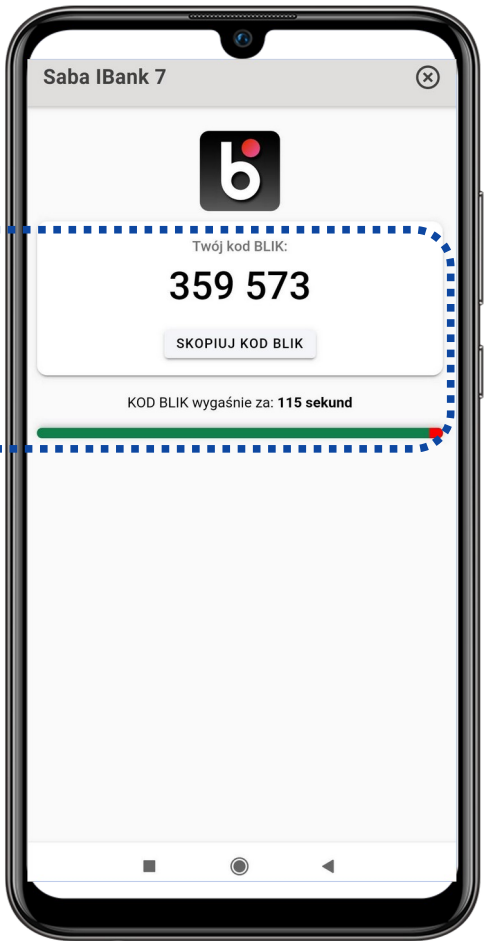 Saba IBank 7
Twój kod BLIK:
359 573
SKOPIUJ KOD BLIK
KOD BLIK wygaśnie za: 115 sekund